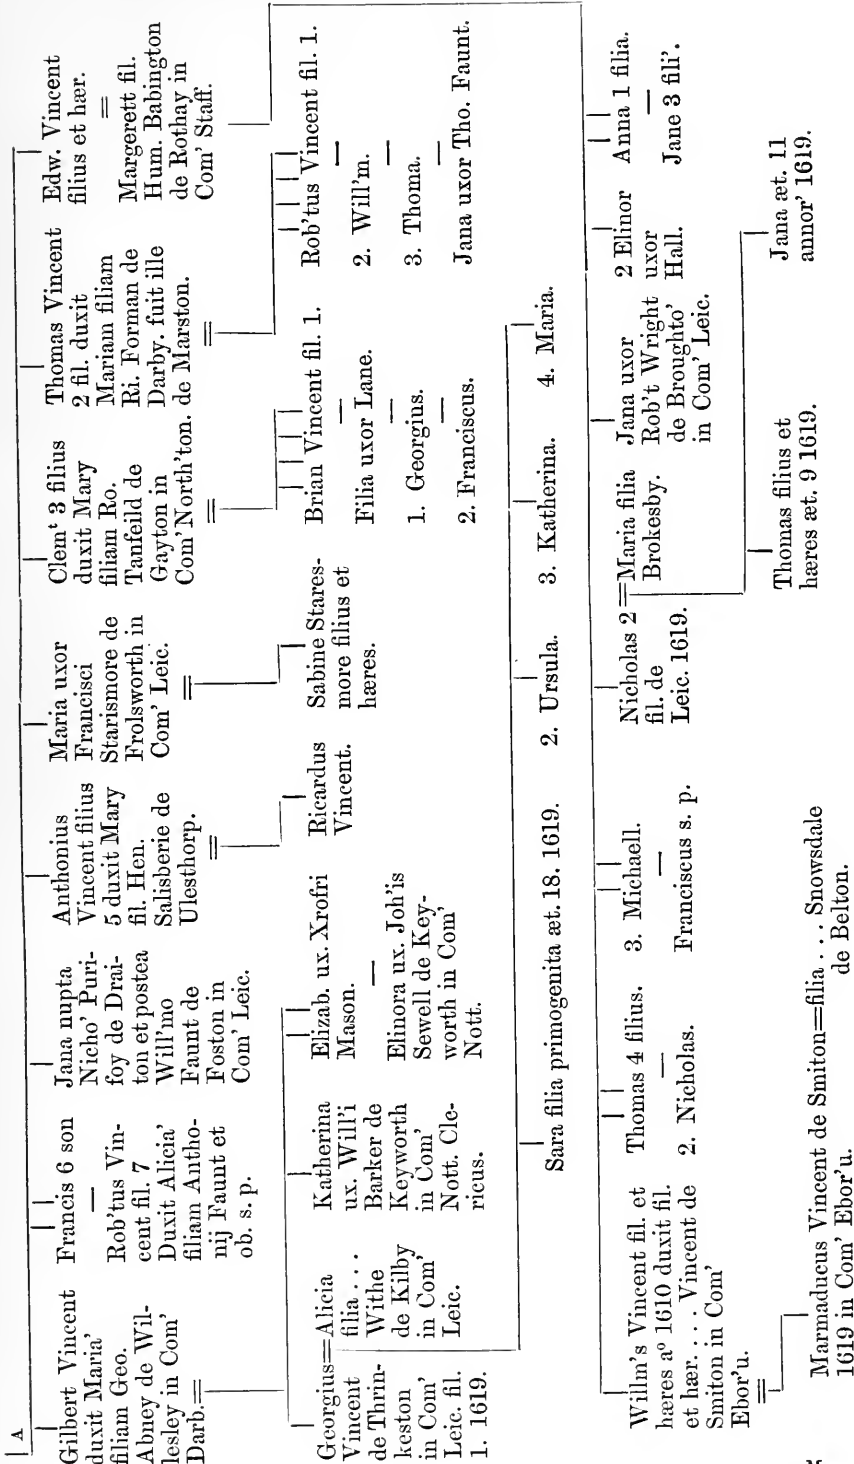 A
Gilbert Vincent
duxit Maria'
filiam Geo.
Abney de Wil-
lesley in Com'
Darb.=
Francis 6 son
—
Rob'tus Vin-
cent fil. 7
Duxit Alicia'
filiam Antho-
nij Faunt et
ob. s. p.
Jana nupta
Nicho' Puri-
foy de Drai-
ton et postea
Will'mo
Faunt de
Foston in
Com' Leic.
Anthonius
Vincent filius
5 duxit Mary
fil. Hen.
Salisberie de
Ulesthorp.
=
Maria uxor
Francisci
Starismore de
Frolsworth in
Com' Leic.
=
Clemt 3 filius
duxit Mary
filiam Ro.
Tanfeild de
Gayton in
Com' North'ton.
=
Thomas Vincent
2 fil. duxit
Mariam filiam
Ri. Forman de
Darby. fuit ille
de Marston.
=
Edw. Vincent
filius et hær.
=
Margerett fil.
Hum. Babington
de Rothay in
Com' Staff.
Georgius=Alicia
Vincent filia . . .
de Thrin- Withe
keston de Kilby
in Com' in Com'
Leic. fil. Leic.
1. 1619.
Katherina
ux. Will'i
Barker de
Keyworth
in Com'
Nott. Cle-
ricus.
Elizab. ux. Xrofri
Mason.
—
Elinora ux. Joh'is
Sewell de Key-
worth in Com'
Nott.
Ricardus
Vincent.
Sabine Stares-
more filius et
hæres.
Brian Vincent fil. 1.
—
Filia uxor Lane.
—
1. Georgius.
—
2. Franciscus.
Rob'tus Vincent fil. 1.
—
2. Will'm.
—
3. Thoma.
—
Jana uxor Tho. Faunt.
Sara filia primogenita æt. 18. 1619. 2. Ursula. 3. Katherina. 4. Maria.
Willm's Vincent fil. et
hæres aº 1610 duxit fil.
et hær. . . . Vincent de
Smiton in Com'
Ebor'u.
=
Thomas 4 filius.
—
2. Nicholas.
3. Michaell.
—
Franciscus s. p.
Nicholas 2=Maria filia
fil. de Brokesby.
Leic. 1619.
Jana uxor
Rob't Wright
de Broughto'
in Com' Leic.
2 Elinor
uxor
Hall.
Anna 1 filia.
—
Jane 3 fili'.
Marmaducus Vincent de Smiton=filia . . . Snowsdale
1619 in Com' Ebor'u. de Belton.
Thomas filius et
hæres æt. 9 1619.
Jana æt. 11
annor' 1619.